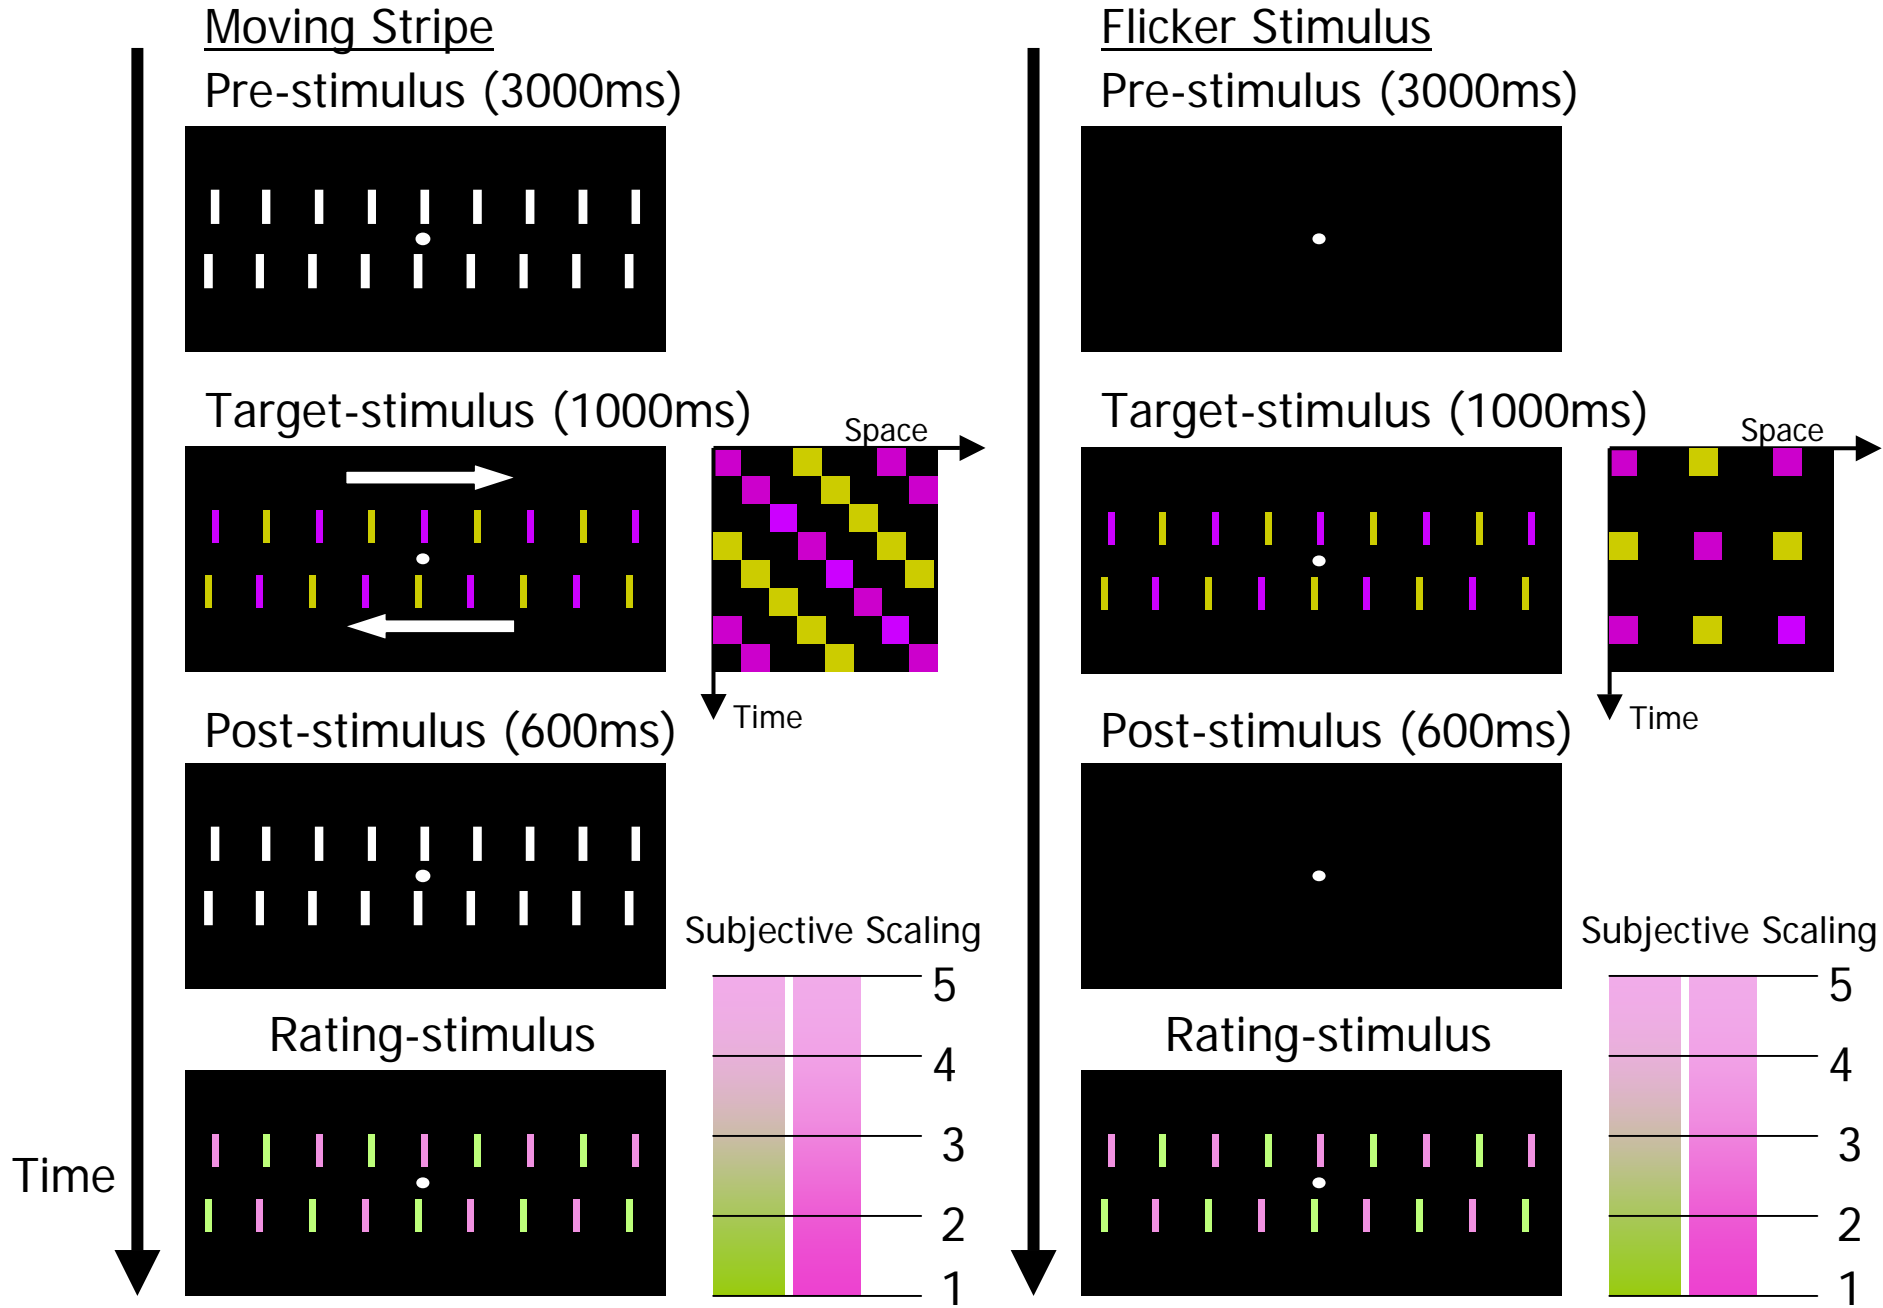 Moving Stripe
Pre-stimulus (3000ms)
Target-stimulus (1000ms)
Space
Time
Post-stimulus (600ms)
Subjective Scaling
5
4
3
2
1
Rating-stimulus
Time
Flicker Stimulus
Pre-stimulus (3000ms)
Target-stimulus (1000ms)
Space
Time
Post-stimulus (600ms)
Subjective Scaling
5
4
3
2
1
Rating-stimulus